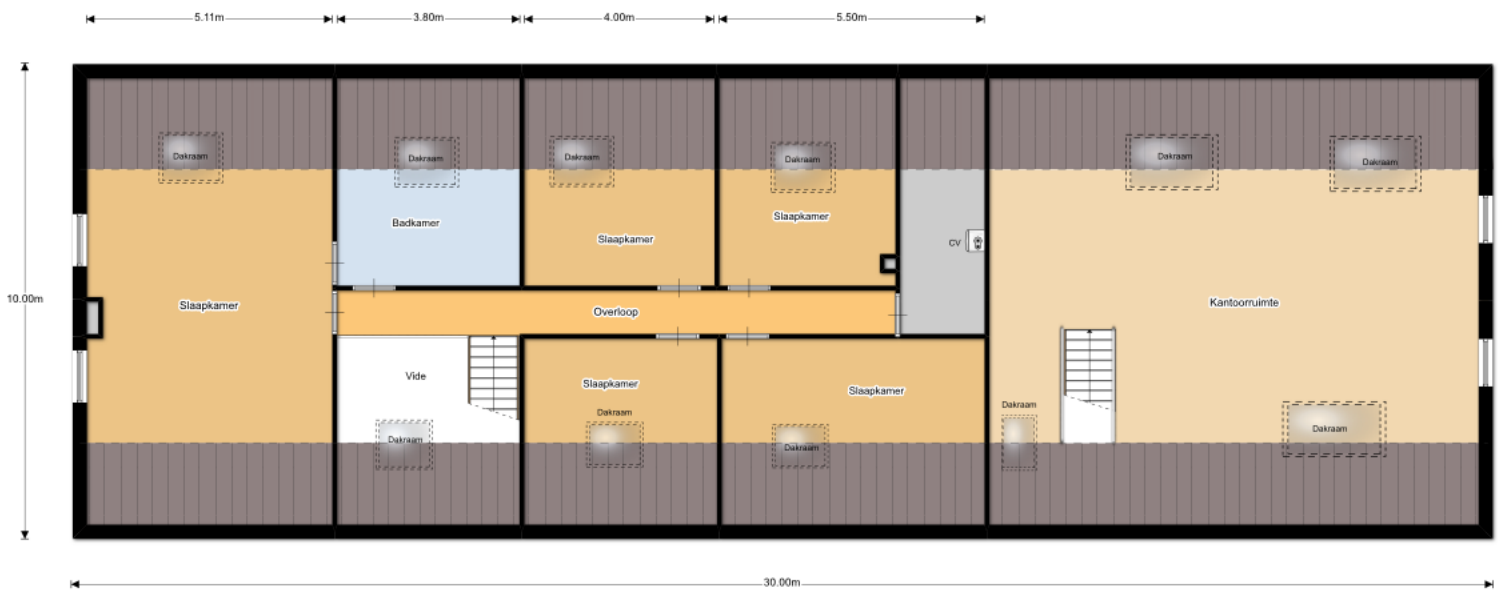 5.11m
3.80m
4.00m
5.50m
10.00m
30.00m
Dakraam
Dakraam
Dakraam
Dakraam
Dakraam
Dakraam
Badkamer
Slaapkamer
Slaapkamer
CV
Slaapkamer
Overloop
Kantoorruimte
Vide
Slaapkamer
Slaapkamer
Dakraam
Dakraam
Dakraam
Dakraam
Dakraam